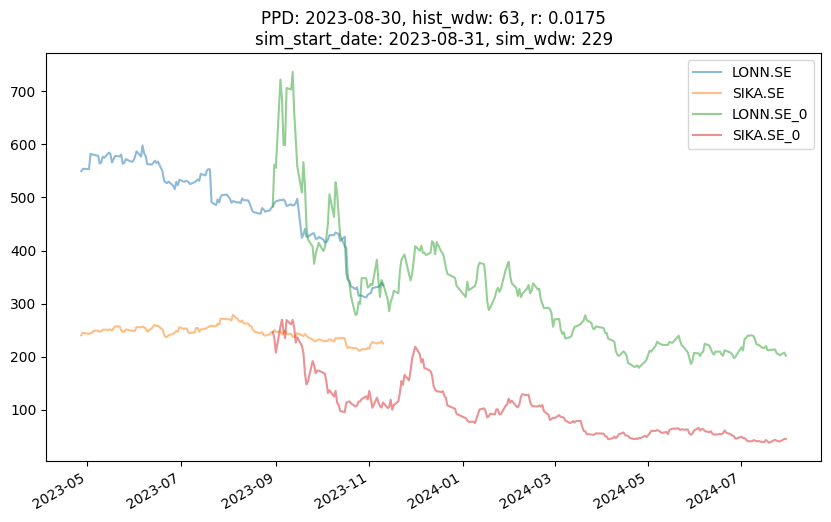 PPD: 2023-08-30, hist_wdw: 63, r: 0.0175
sim_start_date: 2023-08-31, sim_wdw: 229
LONN.SE
SIKA.SE
LONN.SE_0
SIKA.SE_0
700
600
500
400
300
200
100
2023-05
2023-07
2023-09
2023-11
2024-01
2024-03
2024-05
2024-07